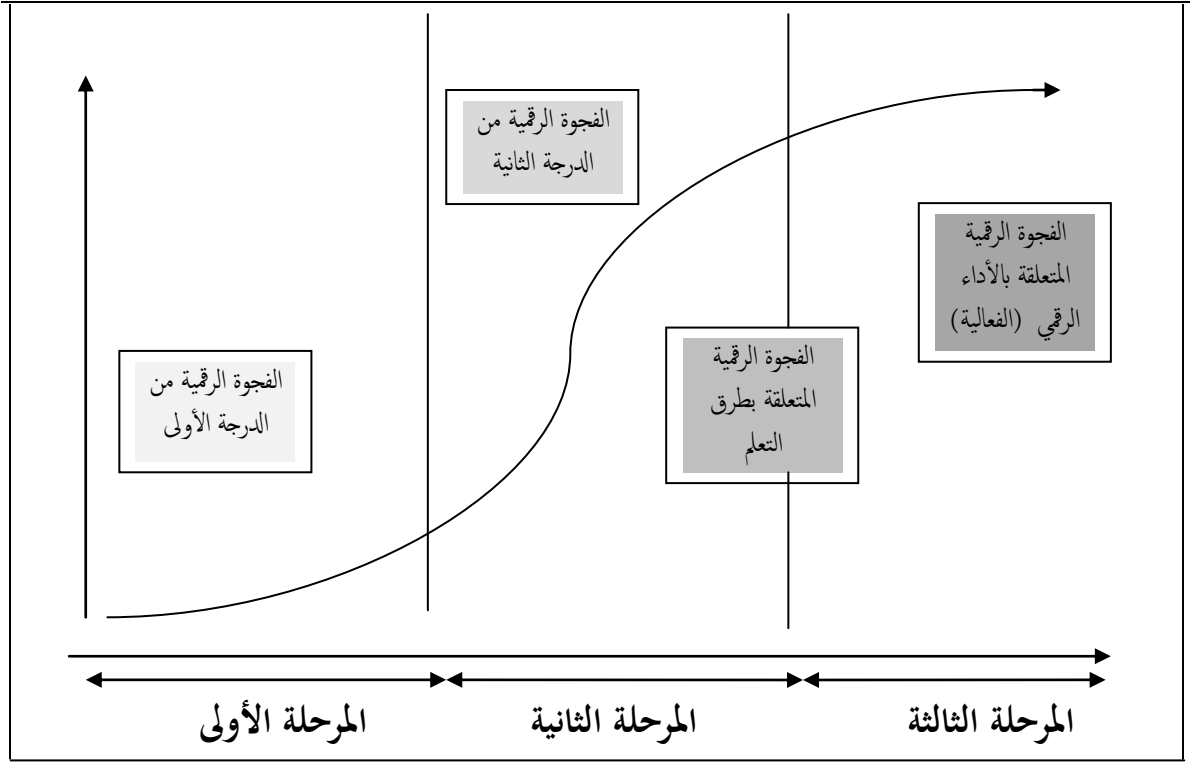 الفجوة الرقمية من
الدرجة الأولى
الفجوة الرقمية من
الدرجة الثانية
الفجوة الرقمية
المتعلقة بطرق
التعلم
الفجوة الرقمية
المتعلقة بالأداء
الرقمي (الفعالية)
المرحلة الأولى
المرحلة الثانية
المرحلة الثالثة